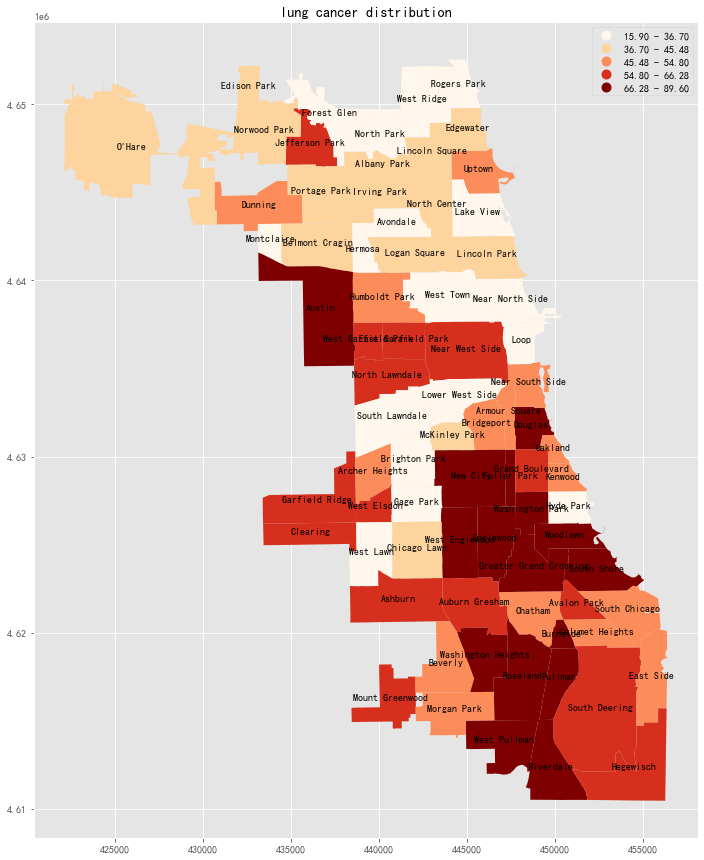 lung cancer distribution
1e6
15.90 - 36.70
36.70 - 45.48
45.48 - 54.80
54.80 - 66.28
66.28 - 89.60
Rogers Park
Edison Park
West Ridge
4.65
Forest Glen
Norwood Park
North Park
Edgewater
O'Hare
Jefferson Park
Lincoln Square
Albany Park
Uptown
Portage Park
Irving Park
Dunning
North Center
Lake View
Avondale
Montclaire
Belmont Cragin
Hermosa
Logan Square
Lincoln Park
4.64
Humboldt Park
West Town
Near North Side
Austin
West Garfield Park
East Garfield Park
Loop
Near West Side
North Lawndale
Near South Side
Lower West Side
South Lawndale
Armour Square
Bridgeport
Douglas
McKinley Park
4.63
Oakland
Brighton Park
Archer Heights
Grand Boulevard
New City
Fuller Park
Kenwood
Garfield Ridge
Gage Park
West Elsdon
Washington Park
Hyde Park
Clearing
Chicago Lawn
West Englewood
Englewood
Woodlawn
West Lawn
Greater Grand Crossing
South Shore
Ashburn
Auburn Gresham
Avalon Park
Chatham
South Chicago
4.62
Burnside
Calumet Heights
Washington Heights
Beverly
Roseland
Pullman
East Side
Mount Greenwood
Morgan Park
South Deering
West Pullman
Riverdale
Hegewisch
4.61
425000
430000
435000
440000
445000
450000
455000